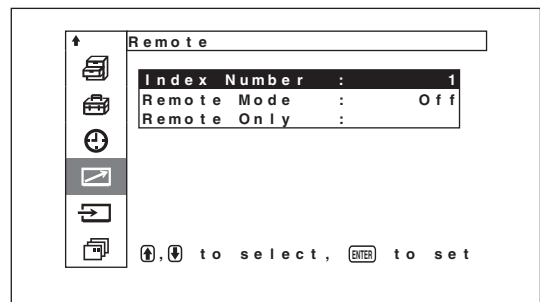 Remote
Index Number : 1
Remote Mode : Off
Remote Only :
, to select, ENTER to set